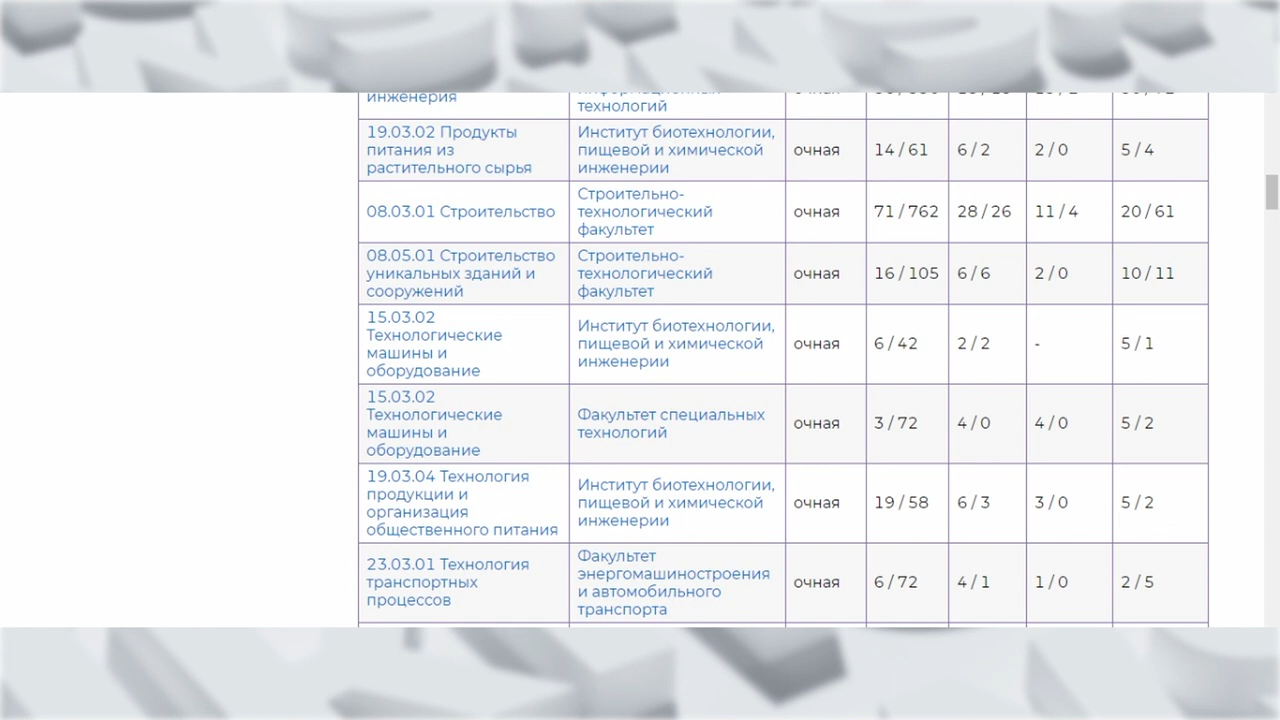 инженерия
технологий
19.03.02 Продукты
питания из
растительного сырья
Институт биотехнологии,
пищевой и химической
инженерии
очная
14 / 61
6 / 2
2 / 0
5 / 4
08.03.01 Строительство
Строительно-
технологический
факультет
очная
71 / 762
28 / 26
11 / 4
20 / 61
08.05.01 Строительство
уникальных зданий и
сооружений
Строительно-
технологический
факультет
очная
16 / 105
6 / 6
2 / 0
10 / 11
15.03.02
Технологические
машины и
оборудование
Институт биотехнологии,
пищевой и химической
инженерии
очная
6 / 42
2 / 2
-
5 / 1
15.03.02
Технологические
машины и
оборудование
Факультет специальных
технологий
очная
3 / 72
4 / 0
4 / 0
5 / 2
19.03.04 Технология
продукции и
организация
общественного питания
Институт биотехнологии,
пищевой и химической
инженерии
очная
19 / 58
6 / 3
3 / 0
5 / 2
23.03.01 Технология
транспортных
процессов
Факультет
энергомашиностроения
и автомобильного
транспорта
очная
6 / 72
4 / 1
1 / 0
2 / 5